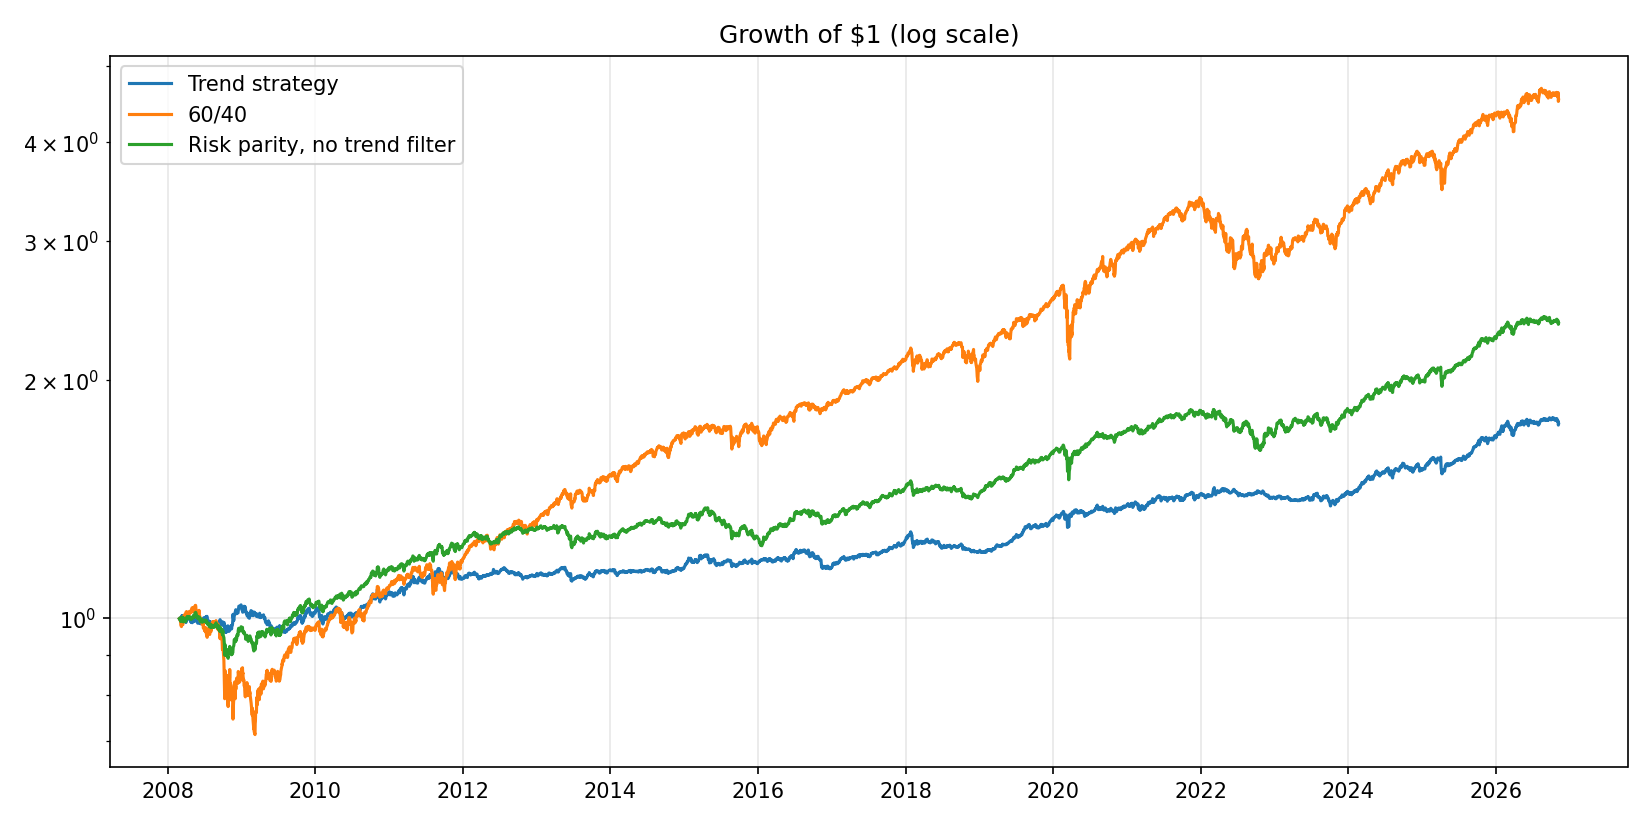 Growth of $1 (log scale)
Trend strategy
60/40
Risk parity, no trend filter
4 × 10⁰
3 × 10⁰
2 × 10⁰
10⁰
2008 2010 2012 2014 2016 2018 2020 2022 2024 2026